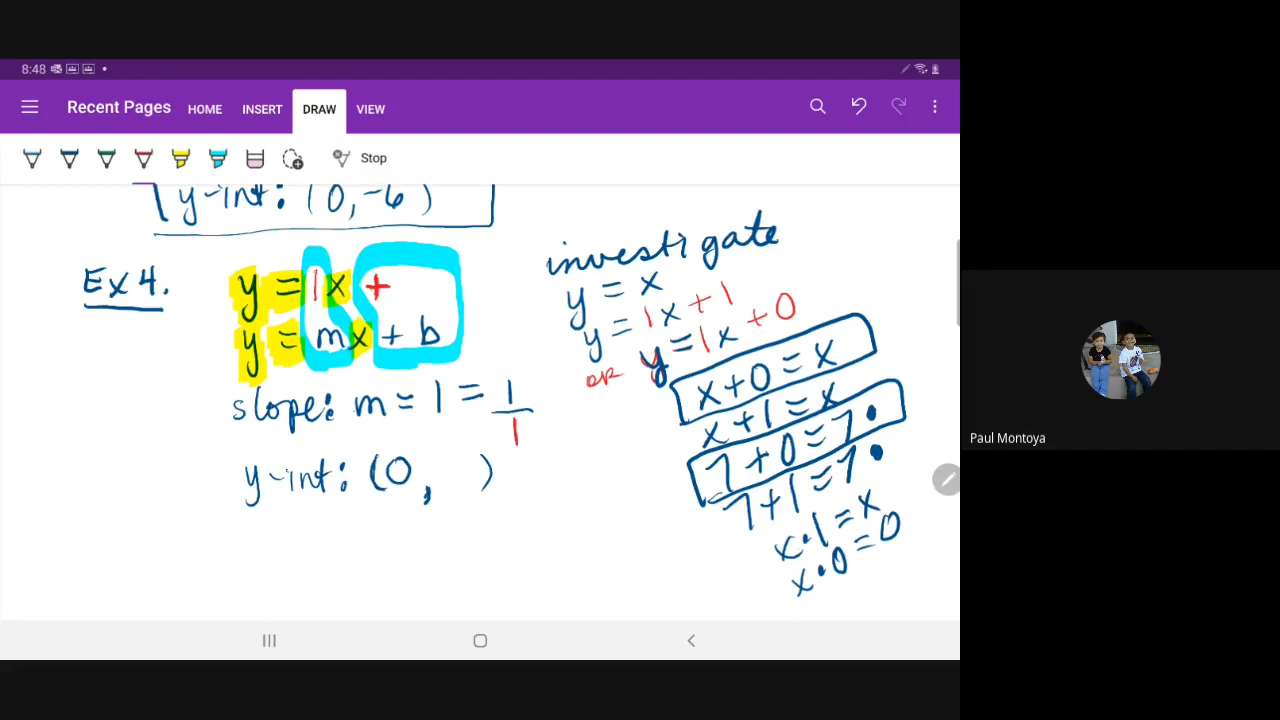 8:48
Recent Pages HOME INSERT DRAW VIEW
Stop
y-int: (0, -6)
Ex 4.
y = 1x +
y = mx + b
slope: m = 1 = 1/1
y-int: (0, )
investigate
y = x
y = 1x + 1
or y = 1x + 0
x + 0 = x
x + 1 = x
7 + 0 = 7
7 + 1 = 7
x • 1 = x
x • 0 = 0
Paul Montoya